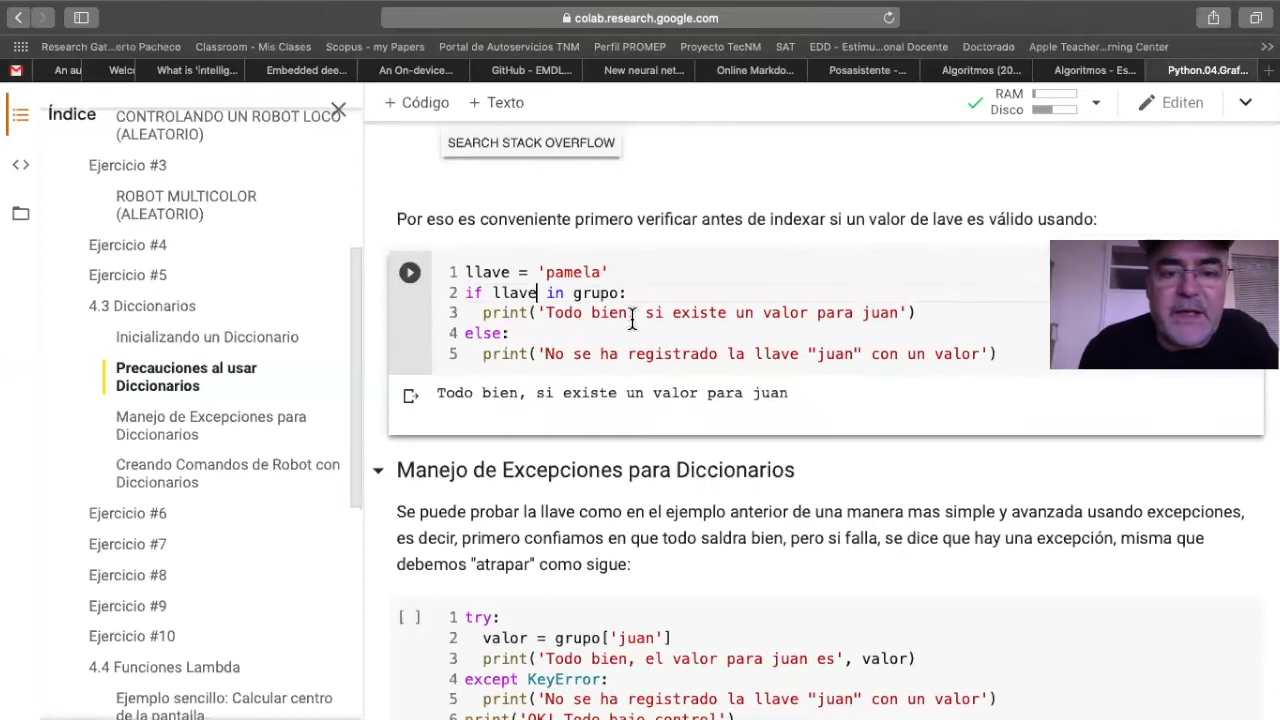 colab.research.google.com
Research Gat...erto Pacheco
Classroom - Mis Clases
Scopus - my Papers
Portal de Autoservicios TNM
Perfil PROMEP
Proyecto TecNM
SAT
EDD - Estimu...onal Docente
Doctorado
Apple Teacher...rning Center
An au
Welc
What is 'intellig...
Embedded dee...
An On-device...
GitHub - EMDL...
New neural net...
Online Markdo...
Posasistente -...
Algoritmos (20...
Algoritmos - Es...
Python.04.Graf...
Índice
CONTROLANDO UN ROBOT LOCO
(ALEATORIO)
Ejercicio #3
ROBOT MULTICOLOR
(ALEATORIO)
Ejercicio #4
Ejercicio #5
4.3 Diccionarios
Inicializando un Diccionario
Precauciones al usar
Diccionarios
Manejo de Excepciones para
Diccionarios
Creando Comandos de Robot con
Diccionarios
Ejercicio #6
Ejercicio #7
Ejercicio #8
Ejercicio #9
Ejercicio #10
4.4 Funciones Lambda
Ejemplo sencillo: Calcular centro
de la pantalla
+ Código + Texto
RAM
Disco
Editen
SEARCH STACK OVERFLOW
Por eso es conveniente primero verificar antes de indexar si un valor de lave es válido usando:
1 llave = 'pamela'
2 if llave in grupo:
3 print('Todo bien, si existe un valor para juan')
4 else:
5 print('No se ha registrado la llave "juan" con un valor')
Todo bien, si existe un valor para juan
Manejo de Excepciones para Diccionarios
Se puede probar la llave como en el ejemplo anterior de una manera mas simple y avanzada usando excepciones,
es decir, primero confiamos en que todo saldra bien, pero si falla, se dice que hay una excepción, misma que
debemos "atrapar" como sigue:
[ ] 1 try:
2 valor = grupo['juan']
3 print('Todo bien, el valor para juan es', valor)
4 except KeyError:
5 print('No se ha registrado la llave "juan" con un valor')
6 print('OK! Todo bajo control')